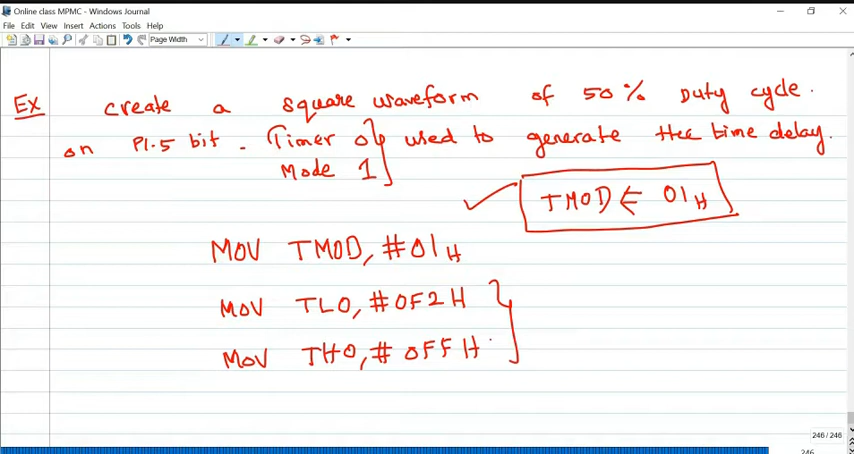 Online class MPMC - Windows Journal
File Edit View Insert Actions Tools Help
Page Width
Ex create a square waveform of 50% Duty cycle.
on P1.5 bit. (Timer 0 used to generate the time delay.
Mode 1
TMOD ← 01H
MOV TMOD, #01H
MOV TL0, #0F2H
MOV TH0, #0FFH
246 / 246
246